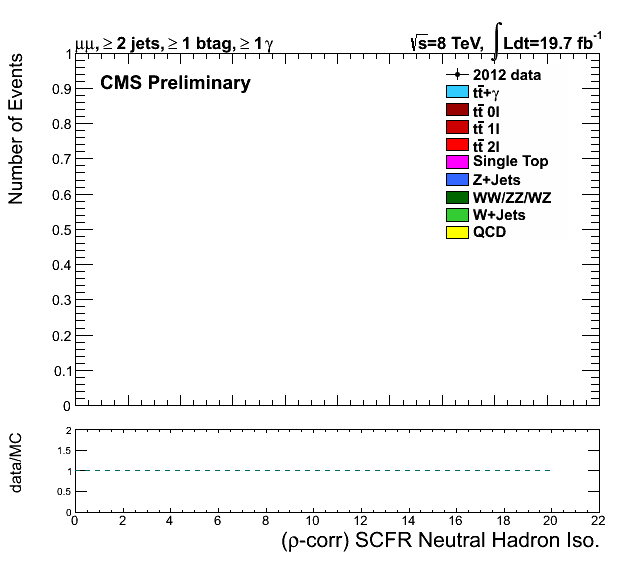 μμ, ≥ 2 jets, ≥ 1 btag, ≥ 1 γ
√s=8 TeV, ∫Ldt=19.7 fb⁻¹
CMS Preliminary
2012 data
tt̄+γ
tt̄ 0l
tt̄ 1l
tt̄ 2l
Single Top
Z+Jets
WW/ZZ/WZ
W+Jets
QCD
Number of Events
1
0.9
0.8
0.7
0.6
0.5
0.4
0.3
0.2
0.1
0
data/MC
2
1.5
1
0.5
0
0 2 4 6 8 10 12 14 16 18 20 22
(ρ-corr) SCFR Neutral Hadron Iso.